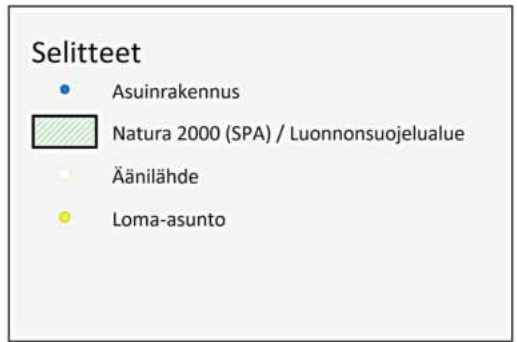 Selitteet
Asuinrakennus
Natura 2000 (SPA) / Luonnonsuojelualue
Äänilähde
Loma-asunto